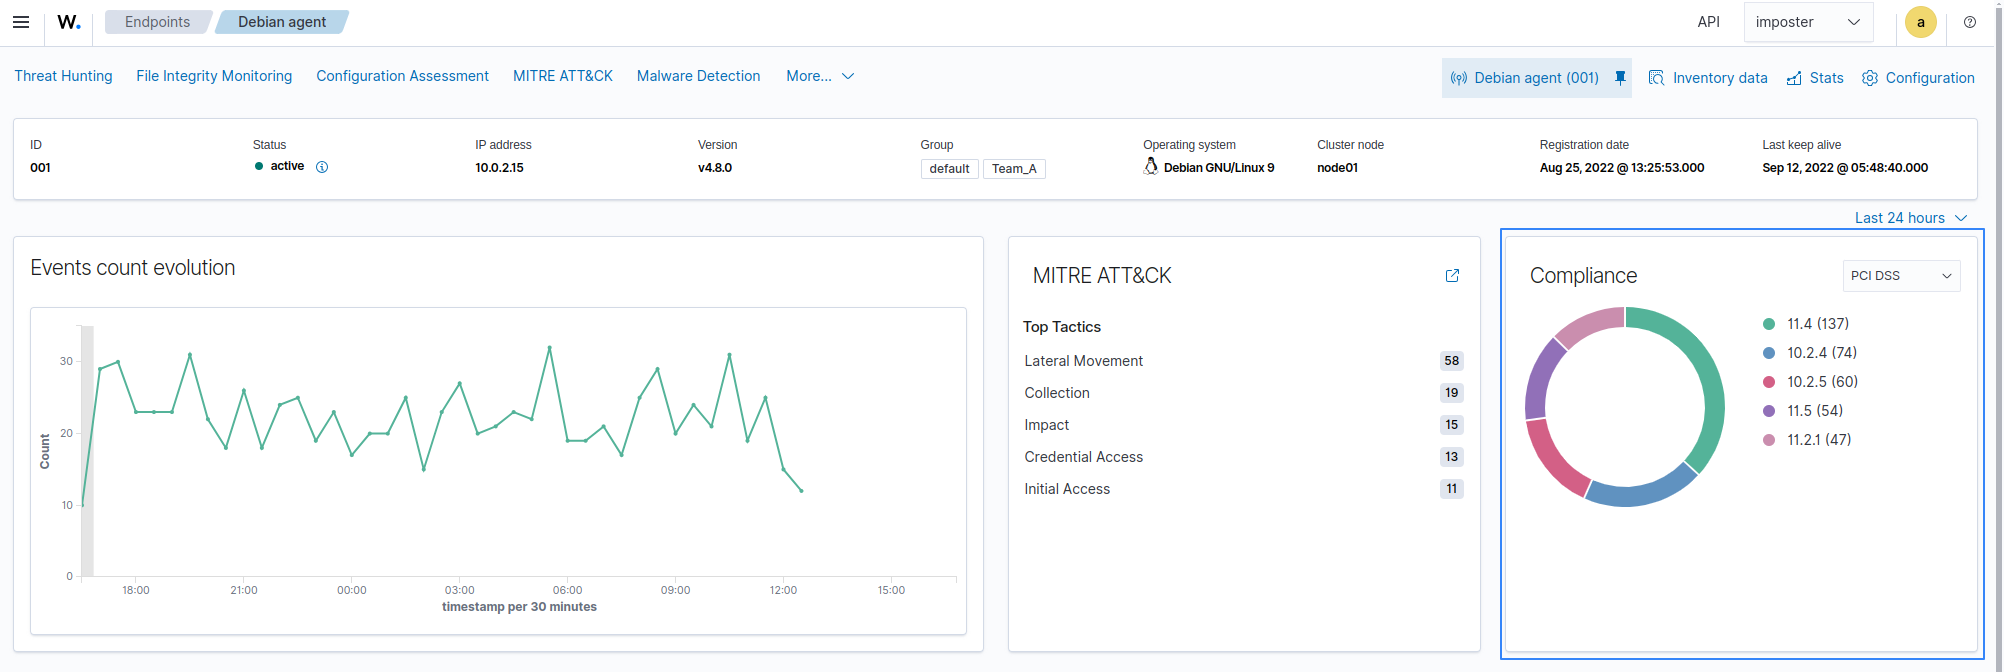 W. Endpoints Debian agent API imposter a
Threat Hunting File Integrity Monitoring Configuration Assessment MITRE ATT&CK Malware Detection More... Debian agent (001) Inventory data Stats Configuration
ID Status IP address Version Group Operating system Cluster node Registration date Last keep alive
001 active 10.0.2.15 v4.8.0 default Team_A Debian GNU/Linux 9 node01 Aug 25, 2022 @ 13:25:53.000 Sep 12, 2022 @ 05:48:40.000
Last 24 hours
Events count evolution
Count
30
20
10
0
18:00 21:00 00:00 03:00 06:00 09:00 12:00 15:00
timestamp per 30 minutes
MITRE ATT&CK
Top Tactics
Lateral Movement 58
Collection 19
Impact 15
Credential Access 13
Initial Access 11
Compliance PCI DSS
11.4 (137)
10.2.4 (74)
10.2.5 (60)
11.5 (54)
11.2.1 (47)